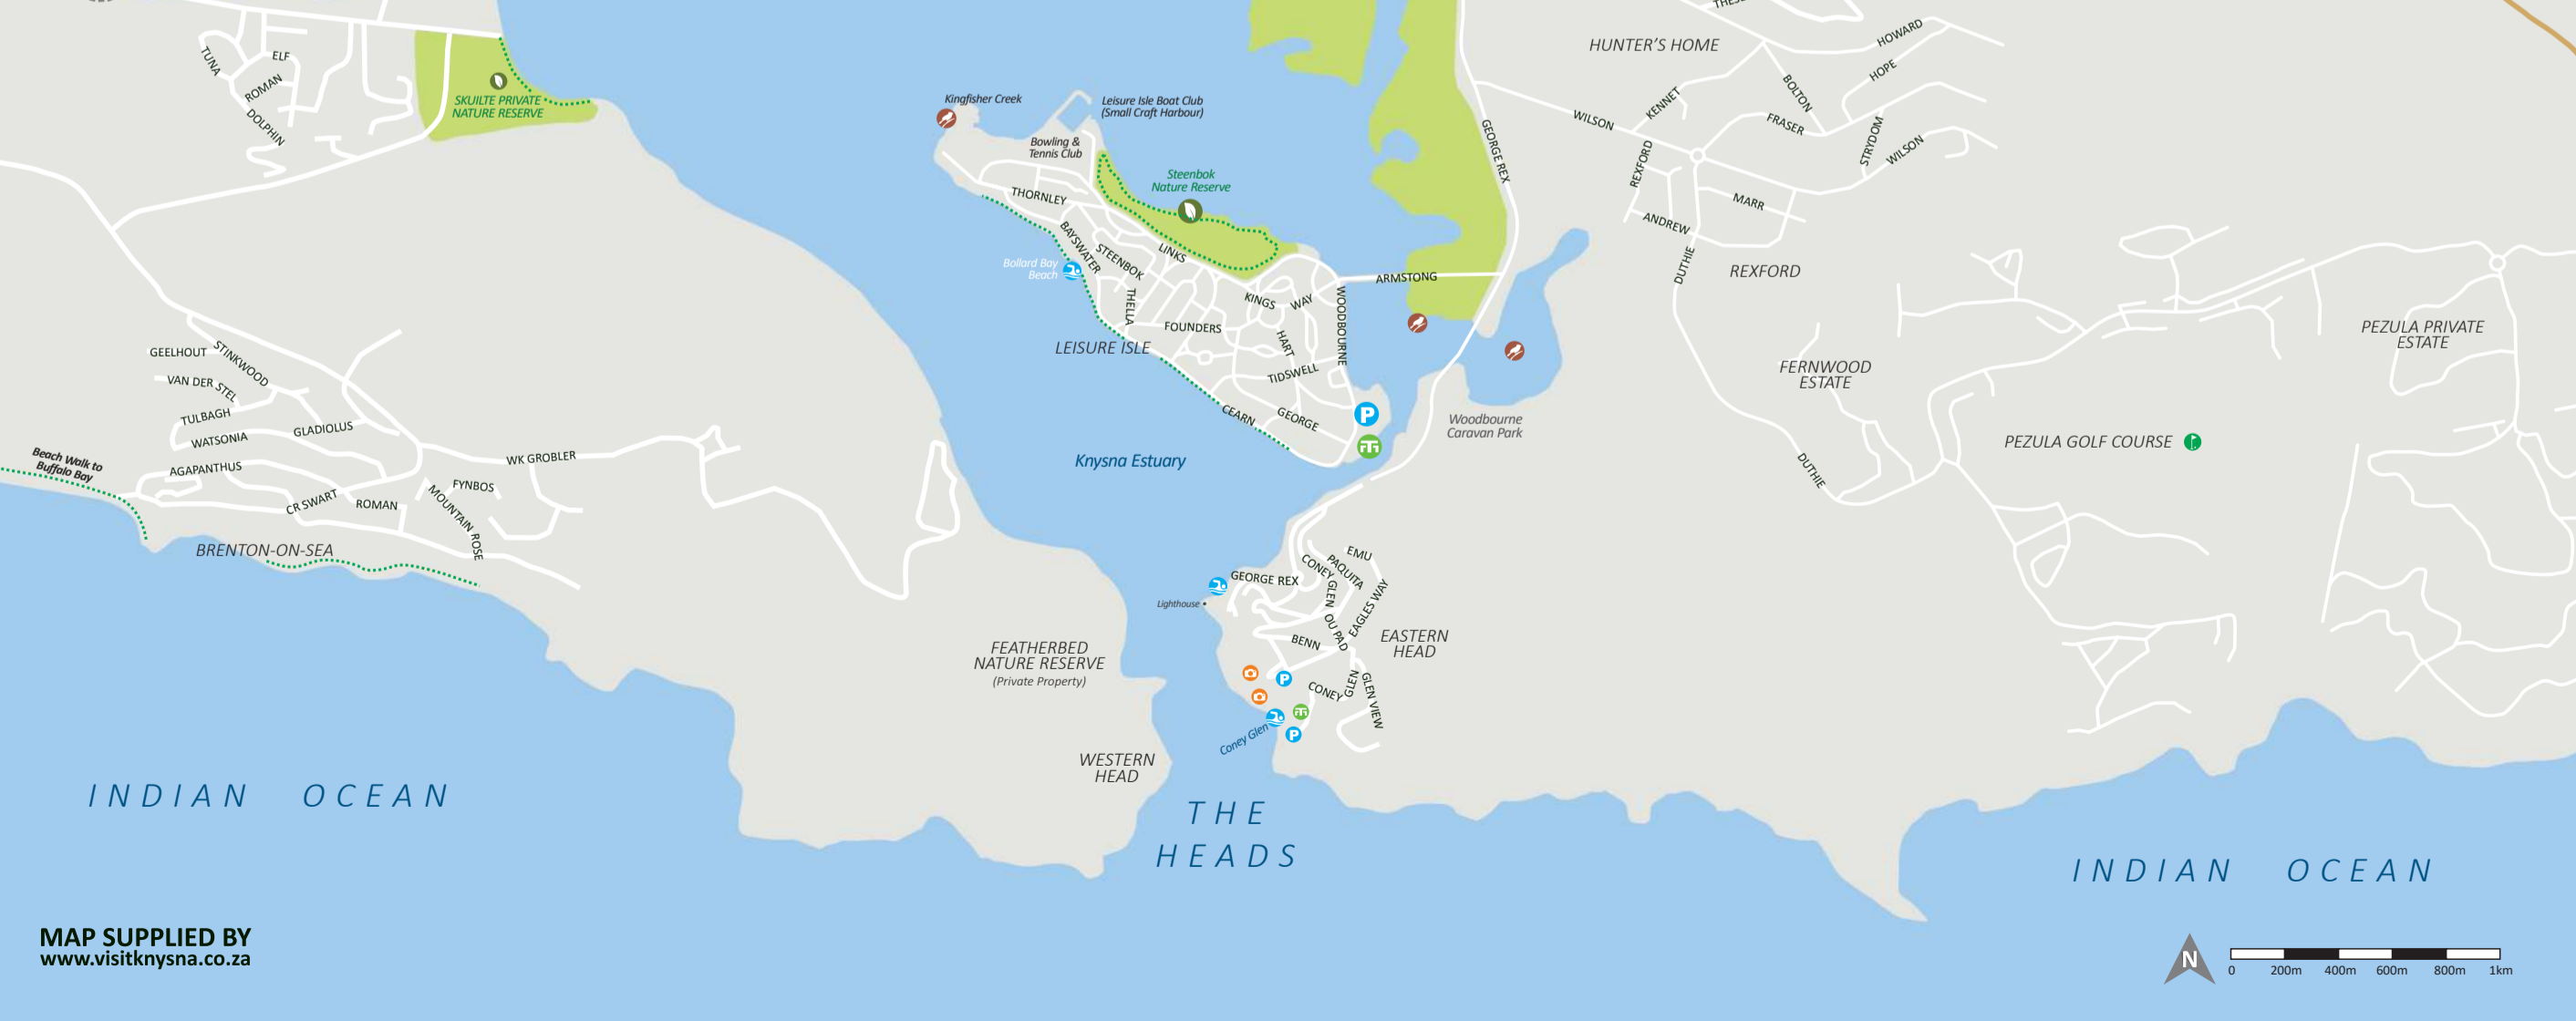 HUNTER'S HOME
HOWARD
HOPE
BOLTON
KENNET
WILSON
FRASER
STRYDOM
WILSON
REXFORD
MARR
ANDREW
DUTHIE
REXFORD
GEORGE REX
TUNA
ELF
ROMAN
DOLPHIN
SKUILTE PRIVATE
NATURE RESERVE
Kingfisher Creek
Leisure Isle Boat Club
(Small Craft Harbour)
Bowling &
Tennis Club
Steenbok
Nature Reserve
THORNLEY
BAYSWATER
STEENBOK
LINKS
Bollard Bay
Beach
THELLA
KINGS WAY
WOODBOURNE
ARMSTONG
FOUNDERS
HART
LEISURE ISLE
TIDSWELL
CEARN
GEORGE
P
Woodbourne
Caravan Park
Knysna Estuary
FERNWOOD
ESTATE
PEZULA PRIVATE
ESTATE
PEZULA GOLF COURSE
DUTHIE
GEELHOUT
STINKWOOD
VAN DER STEL
TULBAGH
WATSONIA
GLADIOLUS
AGAPANTHUS
WK GROBLER
Beach Walk to
Buffalo Bay
CR SWART
ROMAN
FYNBOS
MOUNTAIN ROSE
BRENTON-ON-SEA
EMU
PAQUITA
CONEY GLEN
GEORGE REX
EAGLES WAY
OU PAD
Lighthouse
BENN
EASTERN
HEAD
FEATHERBED
NATURE RESERVE
(Private Property)
P
CONEY GLEN
GLEN VIEW
P
Coney Glen
WESTERN
HEAD
THE
HEADS
INDIAN OCEAN
INDIAN OCEAN
MAP SUPPLIED BY
www.visitknysna.co.za
N
0 200m 400m 600m 800m 1km